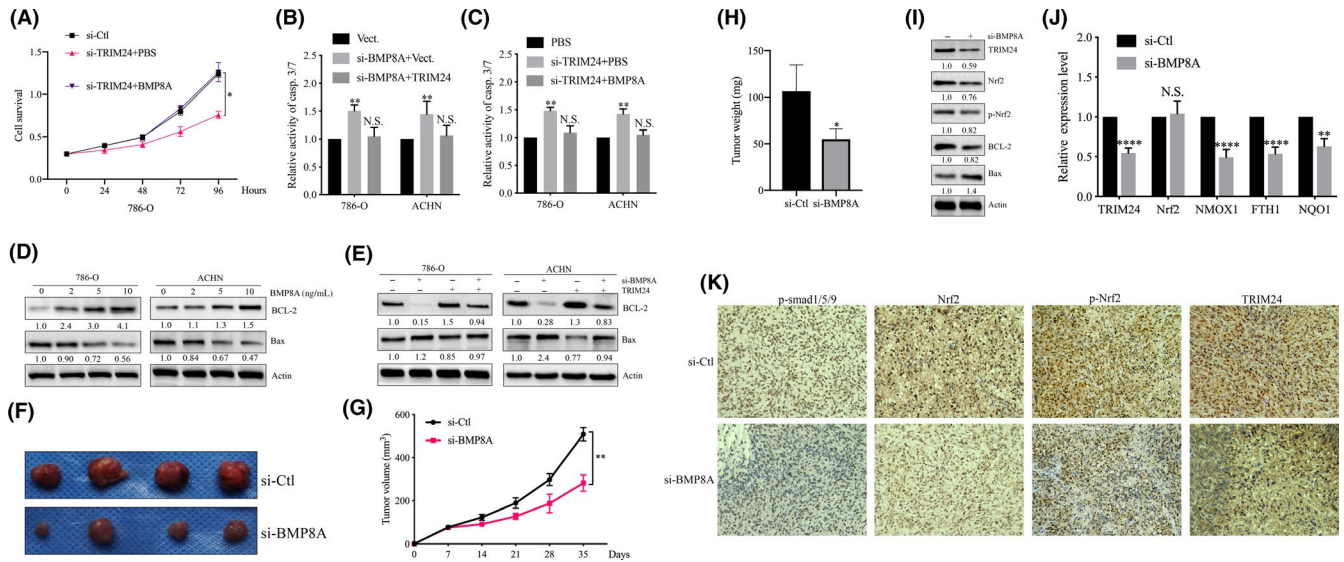 (A)
si-Ctl
si-TRIM24+PBS
si-TRIM24+BMP8A
Cell survival
1.5
1.0
0.5
0.0
*
0 24 48 72 96 Hours
786-O
(B)
Vect.
si-BMP8A+Vect.
si-BMP8A+TRIM24
Relative activity of casp. 3/7
2.5
2.0
1.5
1.0
0.5
0.0
** N.S. ** N.S.
786-O ACHN
(C)
PBS
si-TRIM24+PBS
si-TRIM24+BMP8A
Relative activity of casp. 3/7
2.5
2.0
1.5
1.0
0.5
0.0
** N.S. ** N.S.
786-O ACHN
(D)
786-O ACHN
0 2 5 10 0 2 5 10 BMP8A (ng/mL)
BCL-2
1.0 2.4 3.0 4.1 1.0 1.1 1.3 1.5
Bax
1.0 0.90 0.72 0.56 1.0 0.84 0.67 0.47
Actin
(E)
786-O ACHN
– + – + – + – + si-BMP8A
– – + + – – + + TRIM24
BCL-2
1.0 0.15 1.5 0.94 1.0 0.28 1.3 0.83
Bax
1.0 1.2 0.85 0.97 1.0 2.4 0.77 0.94
Actin
(F)
si-Ctl
si-BMP8A
(G)
si-Ctl
si-BMP8A
Tumor volume (mm3)
600
400
200
0
**
0 7 14 21 28 35 Days
(H)
Tumor weight (mg)
150
100
50
0
*
si-Ctl si-BMP8A
(I)
– + si-BMP8A
TRIM24
1.0 0.59
Nrf2
1.0 0.76
p-Nrf2
1.0 0.82
BCL-2
1.0 0.82
Bax
1.0 1.4
Actin
(J)
si-Ctl
si-BMP8A
Relative expression level
2.0
1.5
1.0
0.5
0.0
**** N.S. **** **** **
TRIM24 Nrf2 NMOX1 FTH1 NQO1
(K)
p-smad1/5/9 Nrf2 p-Nrf2 TRIM24
si-Ctl
si-BMP8A